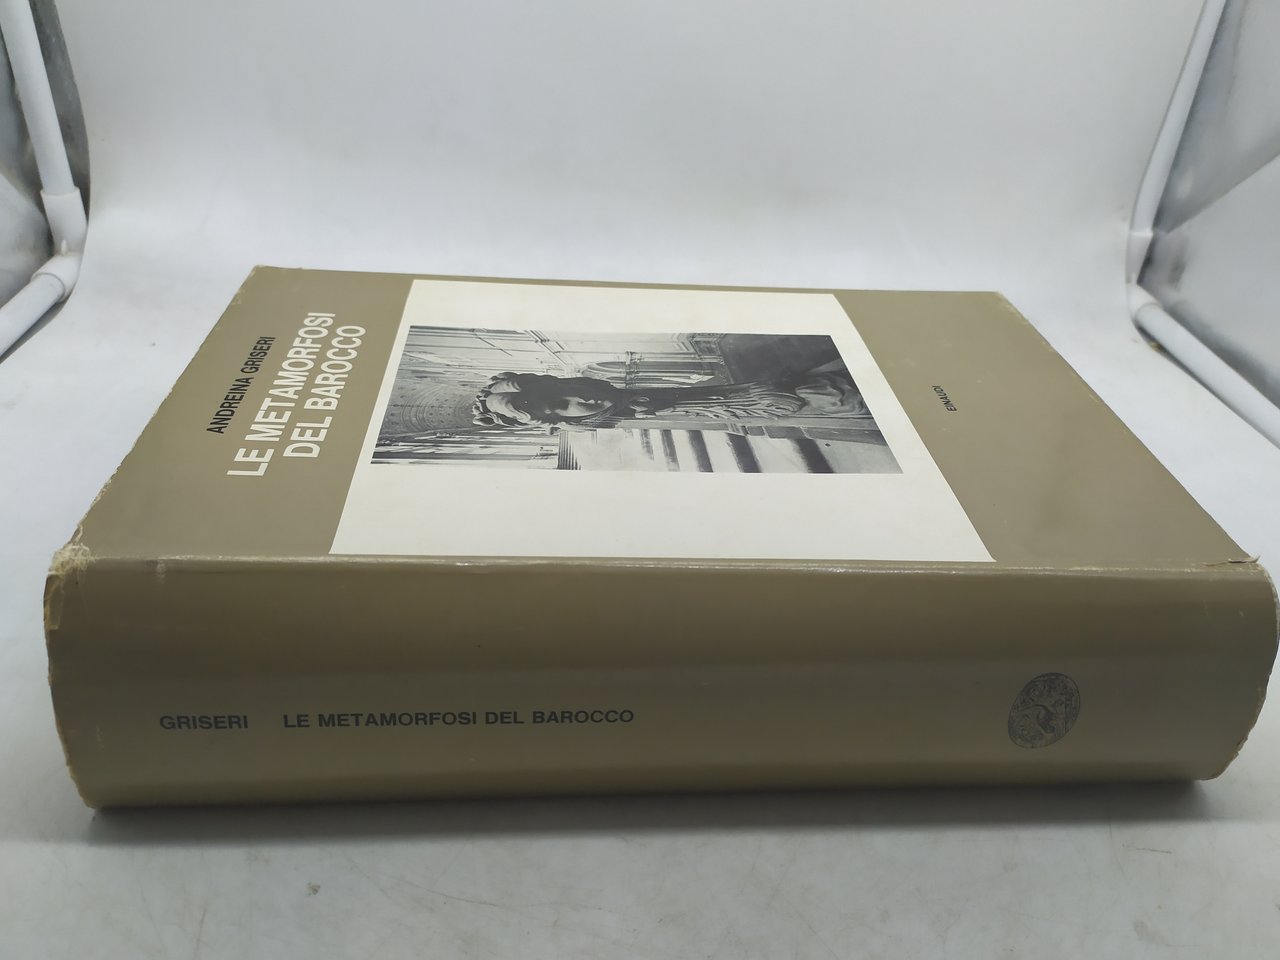 ANDREINA GRISERI
LE METAMORFOSI
DEL BAROCCO
EINAUDI
GRISERI LE METAMORFOSI DEL BAROCCO